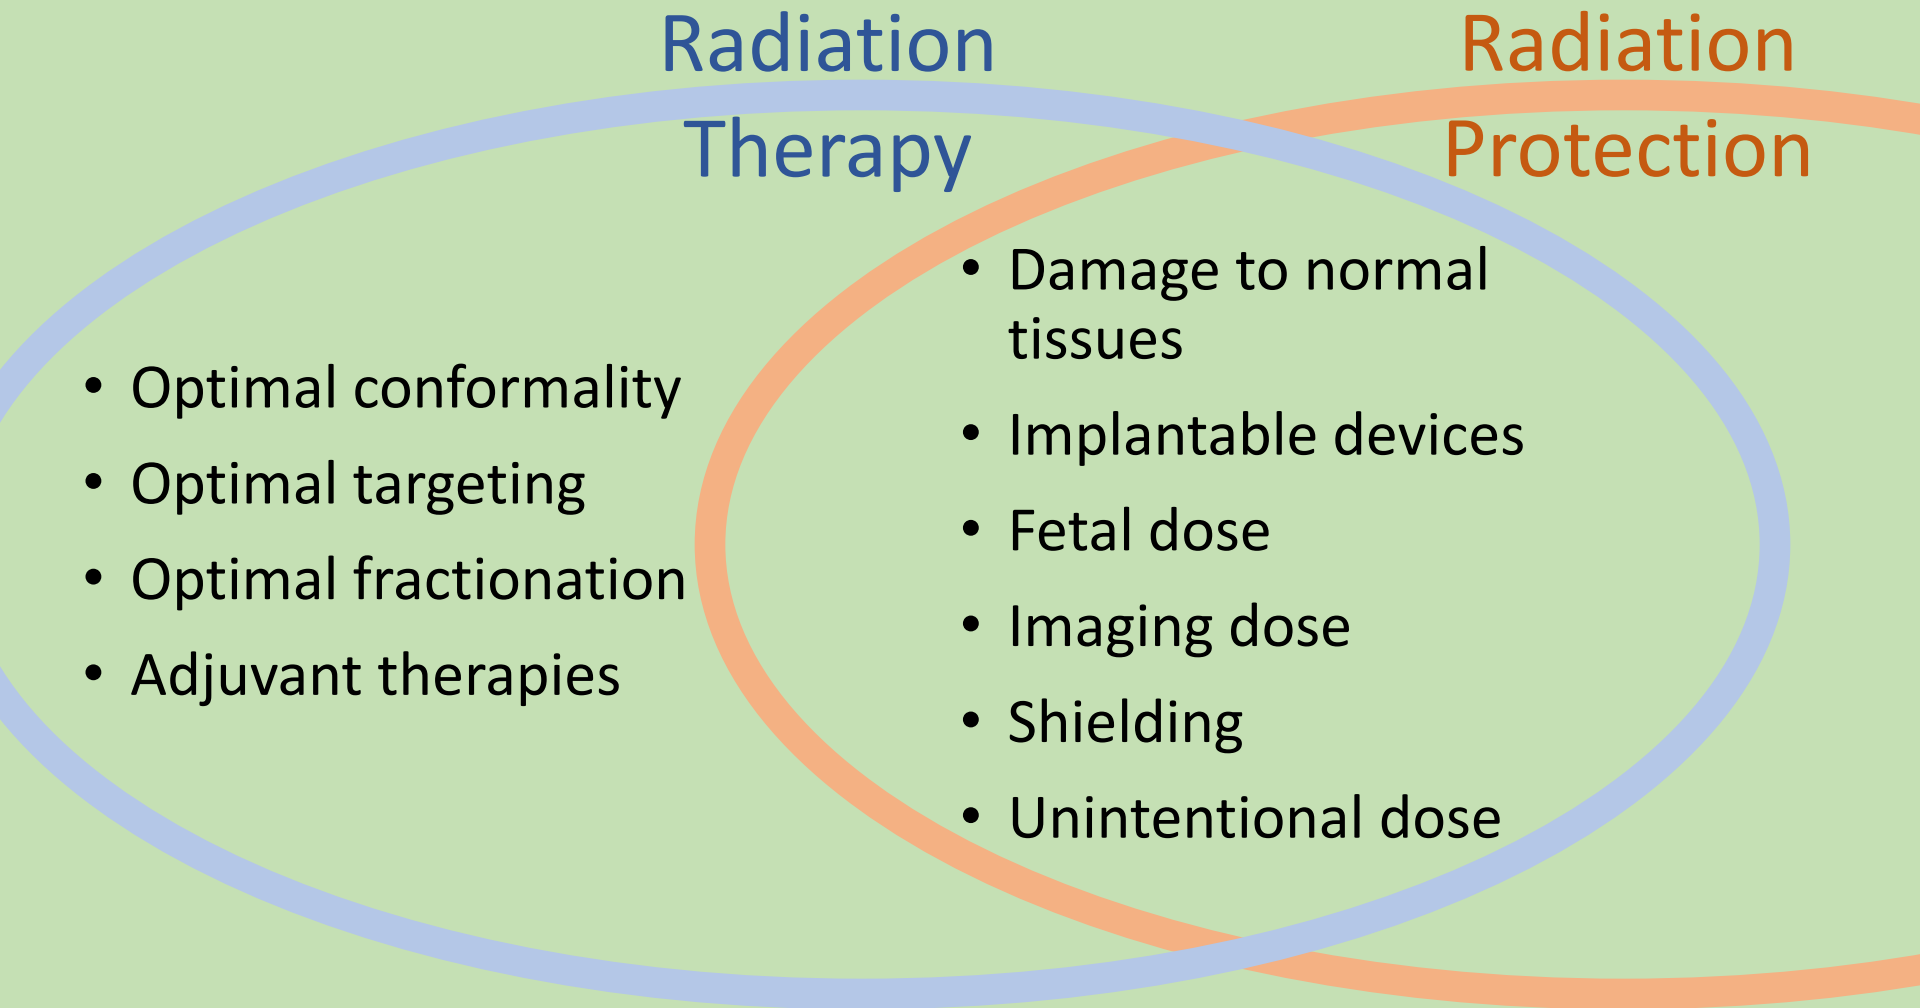 Radiation
Therapy
Radiation
Protection
• Optimal conformality
• Optimal targeting
• Optimal fractionation
• Adjuvant therapies
• Damage to normal
tissues
• Implantable devices
• Fetal dose
• Imaging dose
• Shielding
• Unintentional dose